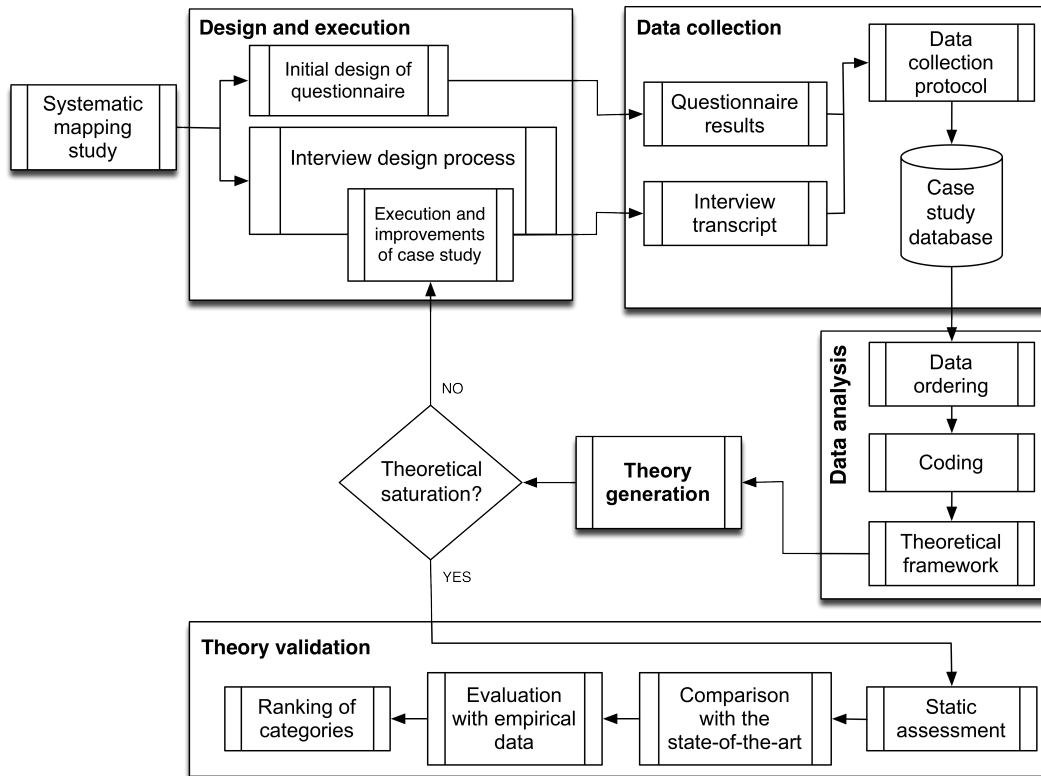 Design and execution
Initial design of
questionnaire
Systematic
mapping
study
Interview design process
Execution and
improvements
of case study
Data collection
Questionnaire
results
Interview
transcript
Data
collection
protocol
Case
study
database
Data analysis
Data
ordering
Coding
Theoretical
framework
Theory
generation
Theoretical
saturation?
NO
YES
Theory validation
Static
assessment
Comparison
with the
state-of-the-art
Evaluation
with empirical
data
Ranking of
categories